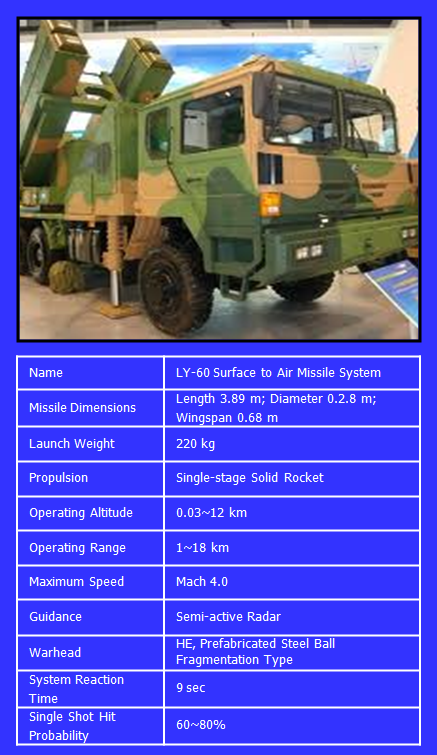 Name
LY-60 Surface to Air Missile System
Missile Dimensions
Length 3.89 m; Diameter 0.2.8 m;
Wingspan 0.68 m
Launch Weight
220 kg
Propulsion
Single-stage Solid Rocket
Operating Altitude
0.03~12 km
Operating Range
1~18 km
Maximum Speed
Mach 4.0
Guidance
Semi-active Radar
Warhead
HE, Prefabricated Steel Ball
Fragmentation Type
System Reaction
Time
9 sec
Single Shot Hit
Probability
60~80%